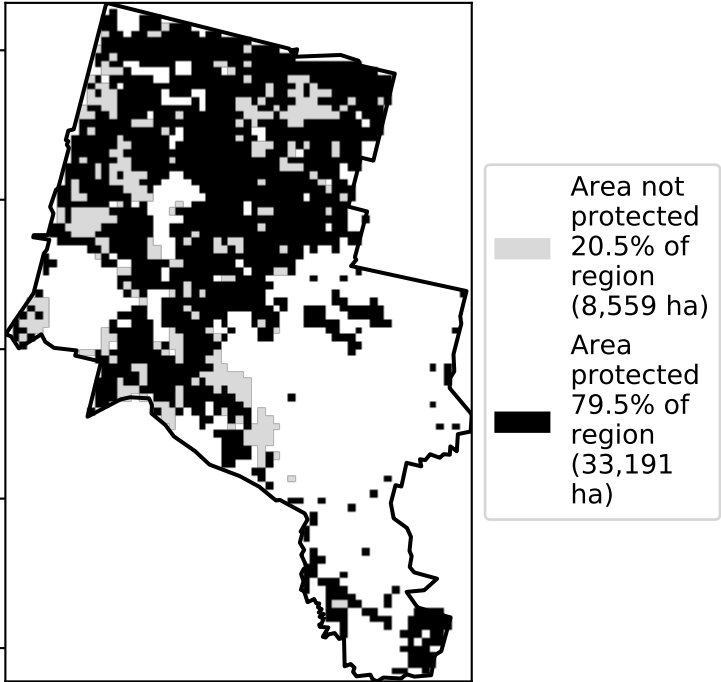 Area not
protected
20.5% of
region
(8,559 ha)
Area
protected
79.5% of
region
(33,191
ha)